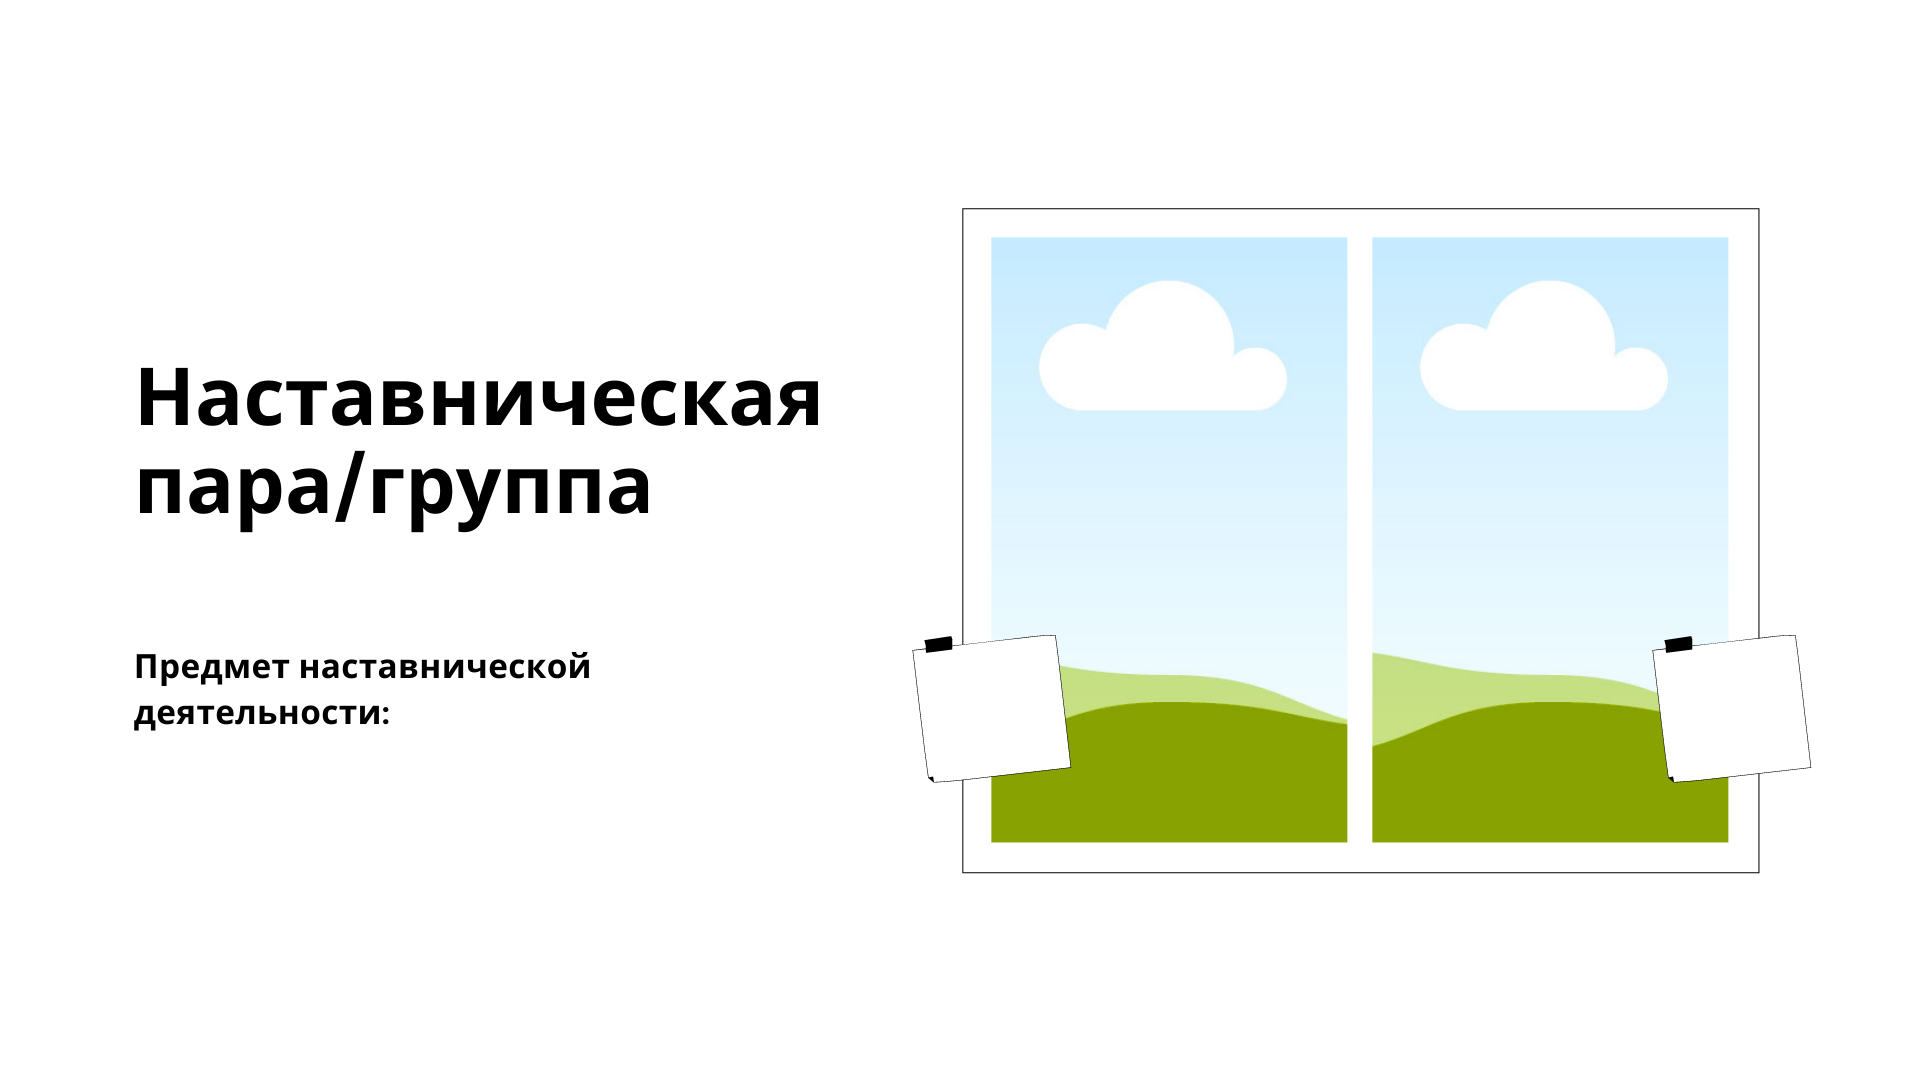 Наставническая
пара/группа
Предмет наставнической
деятельности: